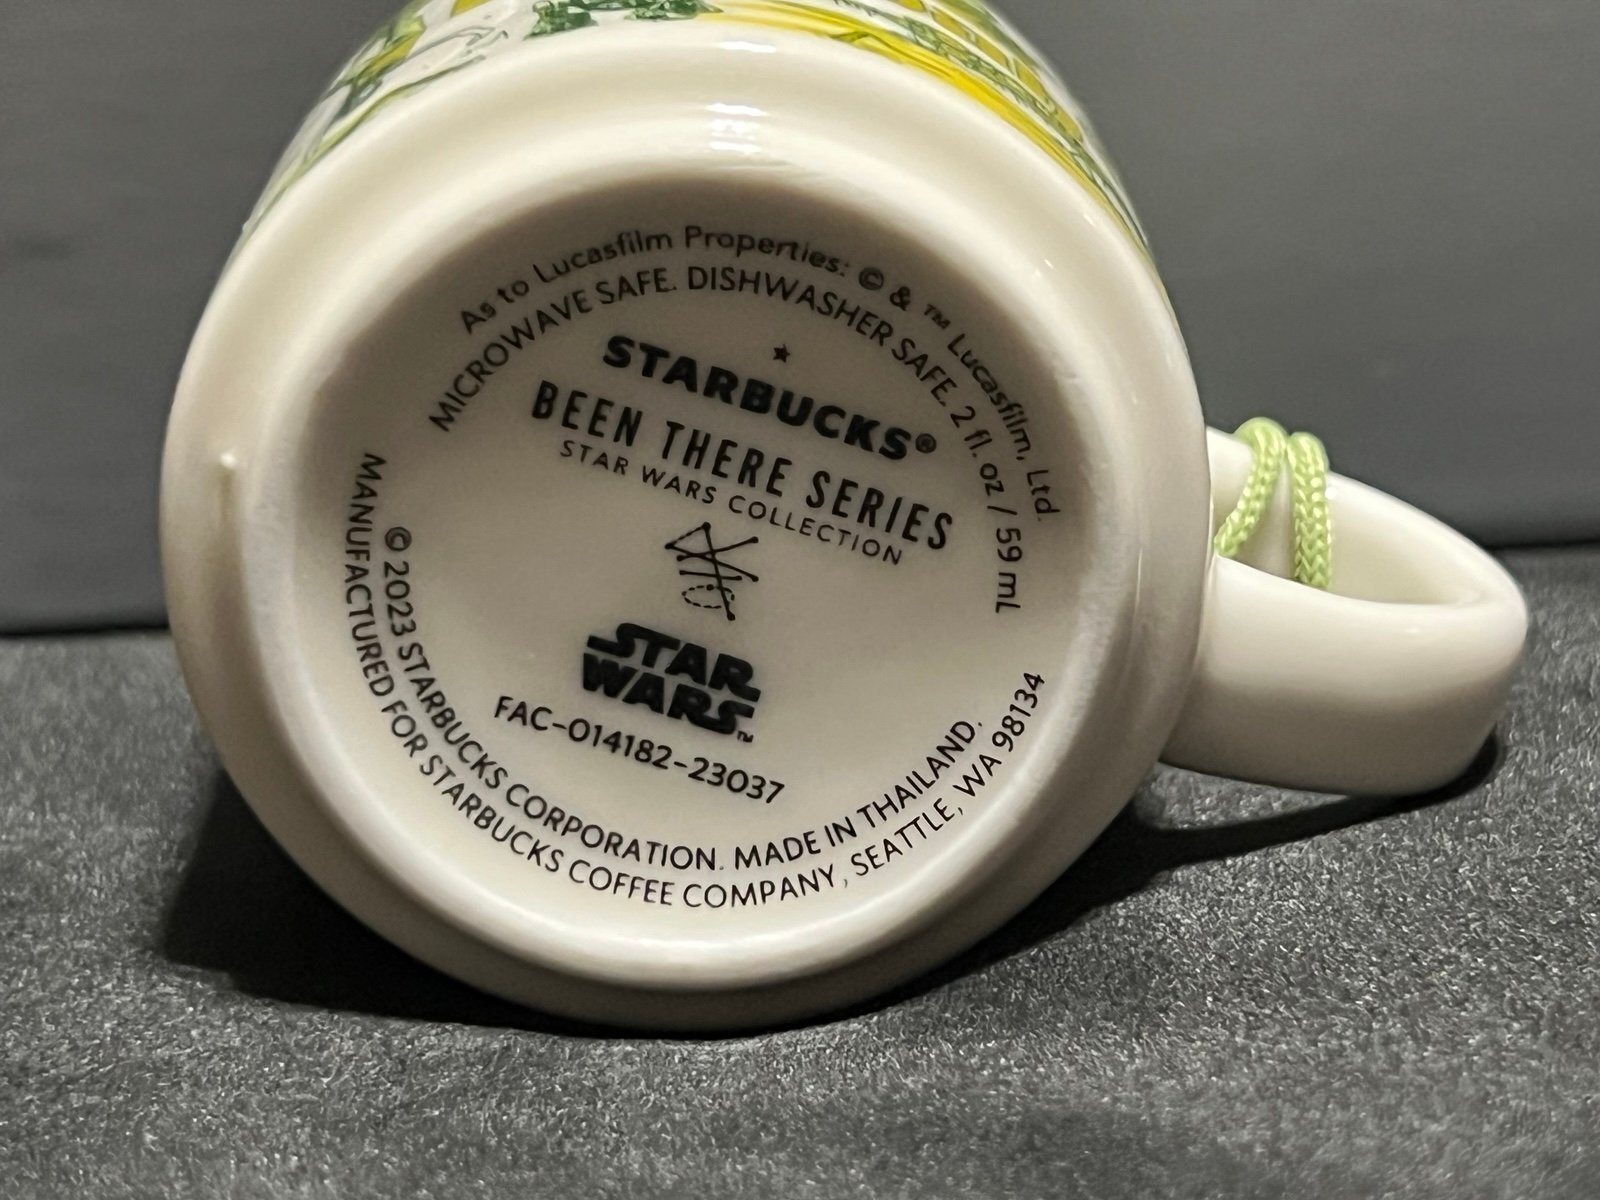 As to Lucasfilm Properties: © & ™ Lucasfilm, Ltd.
MICROWAVE SAFE. DISHWASHER SAFE. 2 fl. oz / 59 mL
STARBUCKS®
BEEN THERE SERIES
STAR WARS COLLECTION
STAR
WARS™
FAC-014182-23037
© 2023 STARBUCKS CORPORATION. MADE IN THAILAND.
MANUFACTURED FOR STARBUCKS COFFEE COMPANY, SEATTLE, WA 98134